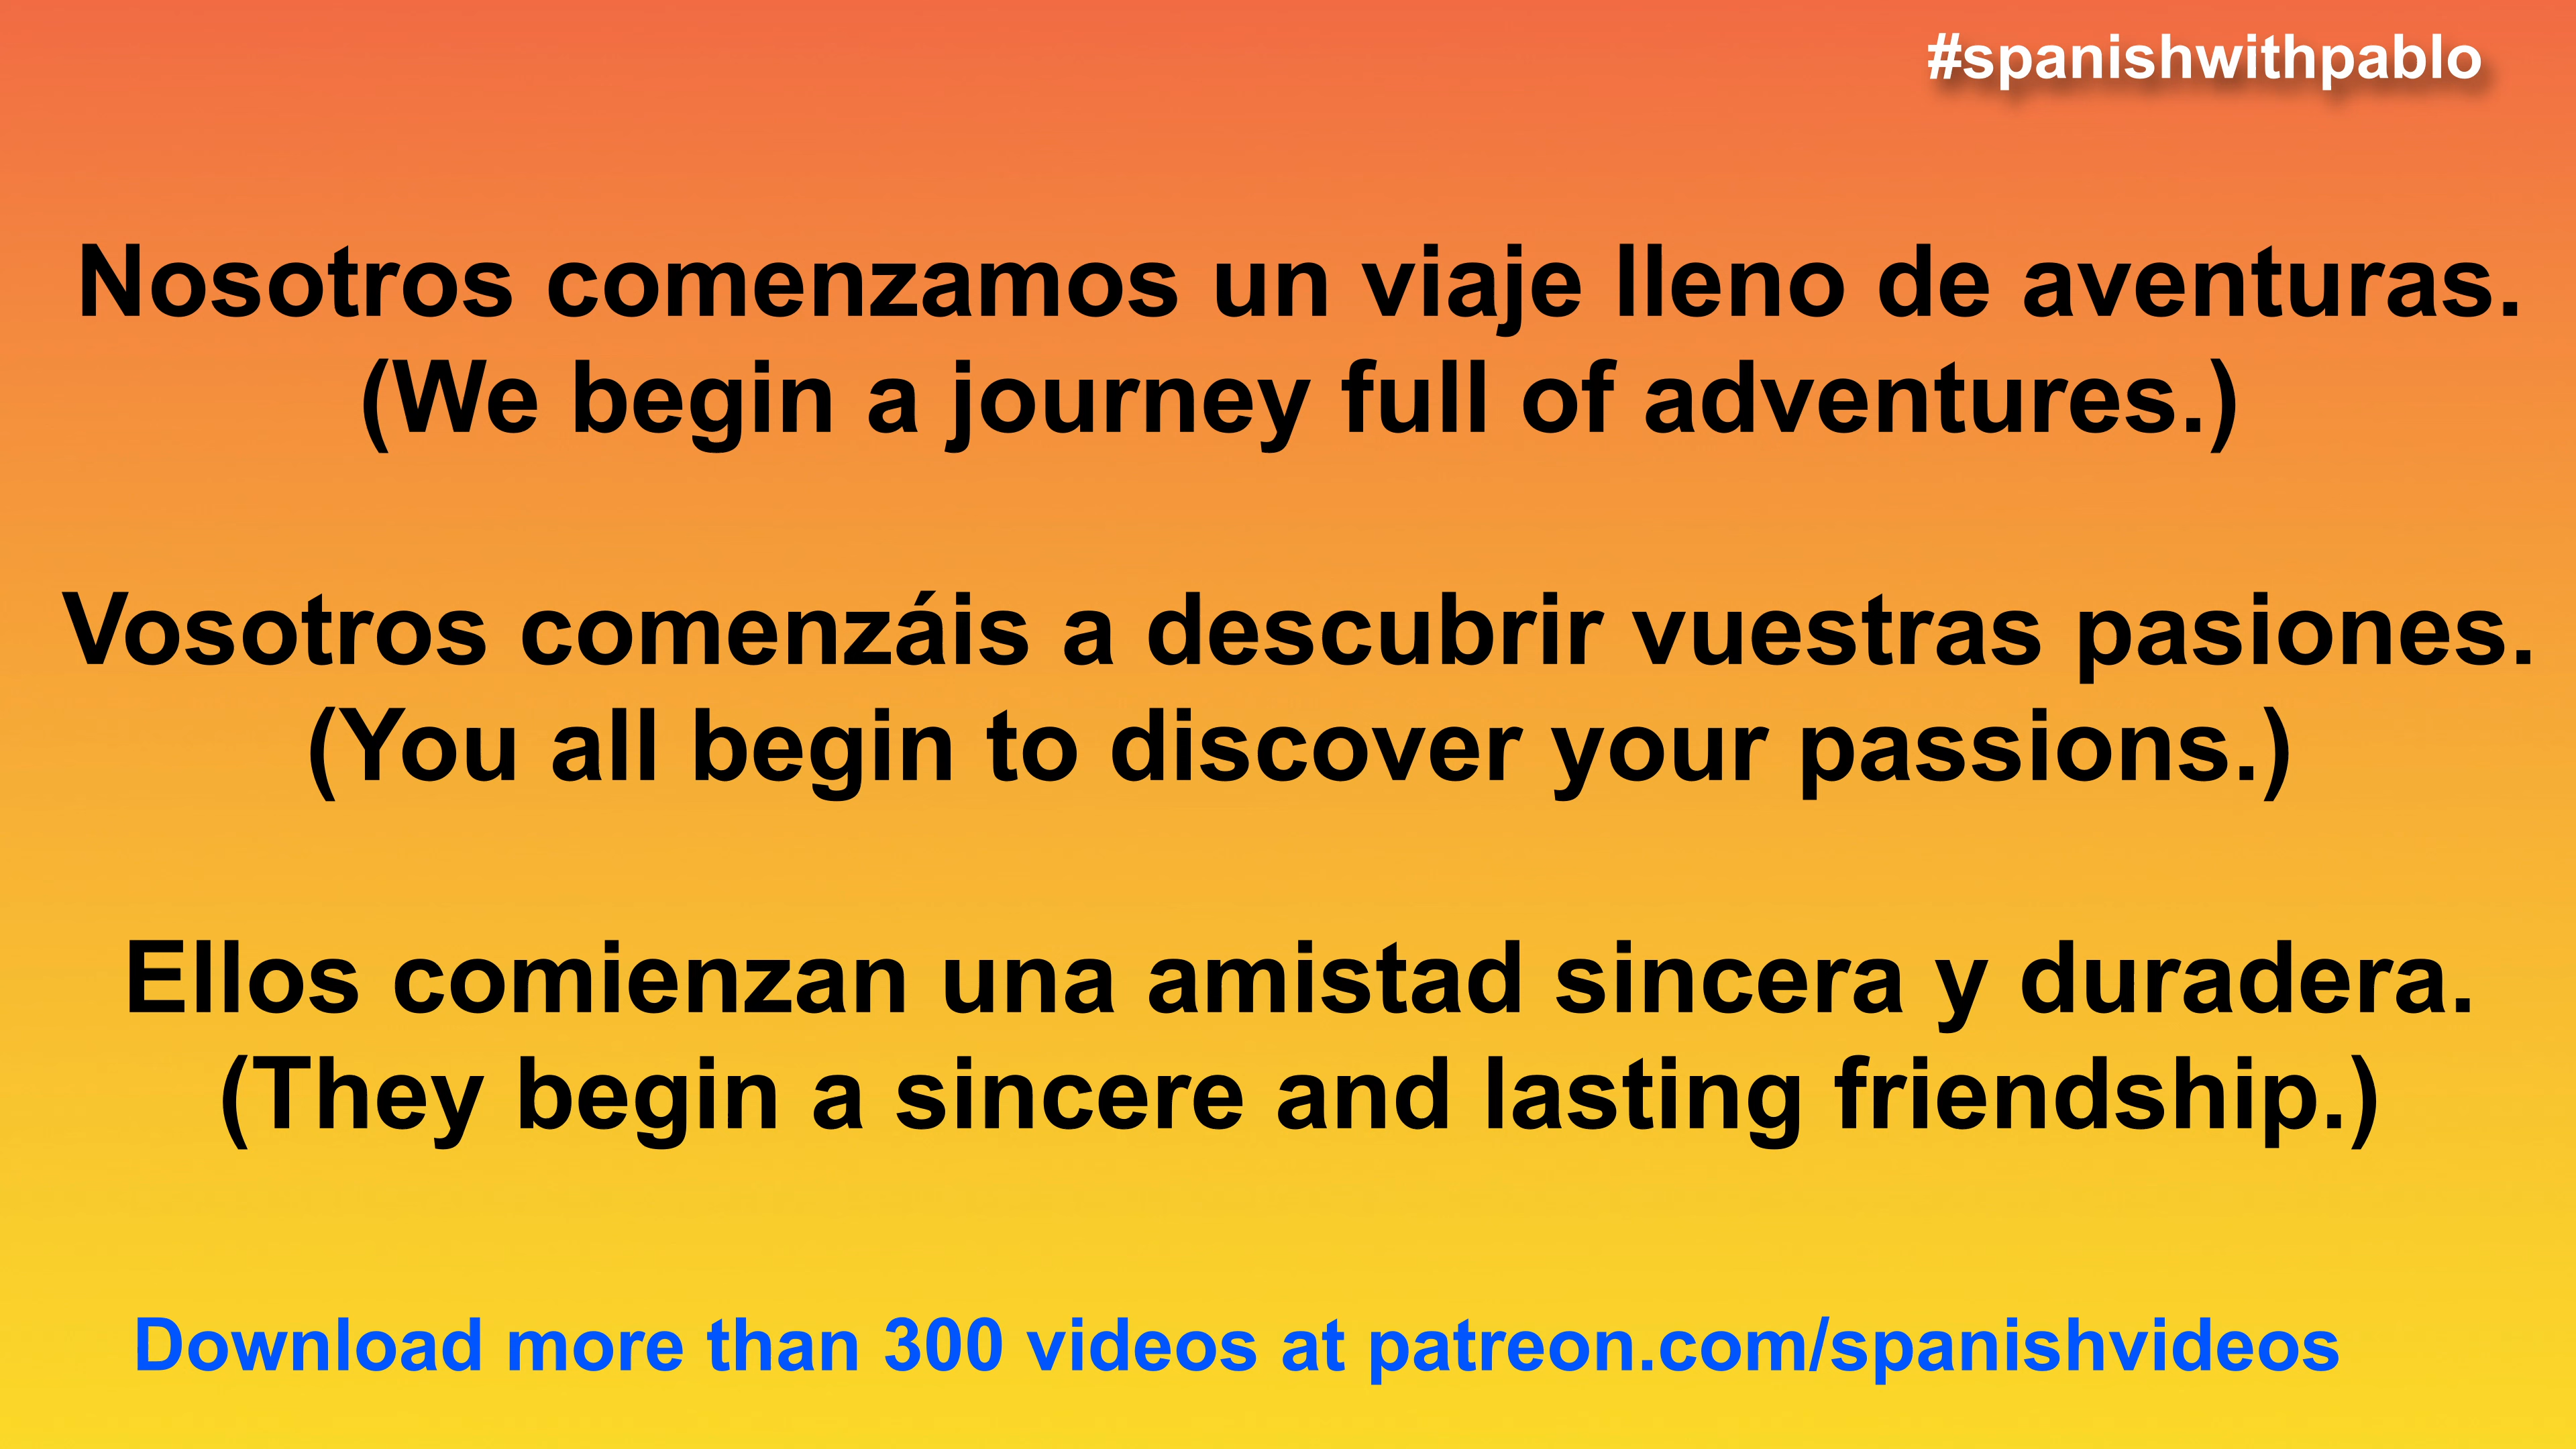 #spanishwithpablo
Nosotros comenzamos un viaje lleno de aventuras.
(We begin a journey full of adventures.)
Vosotros comenzáis a descubrir vuestras pasiones.
(You all begin to discover your passions.)
Ellos comienzan una amistad sincera y duradera.
(They begin a sincere and lasting friendship.)
Download more than 300 videos at patreon.com/spanishvideos